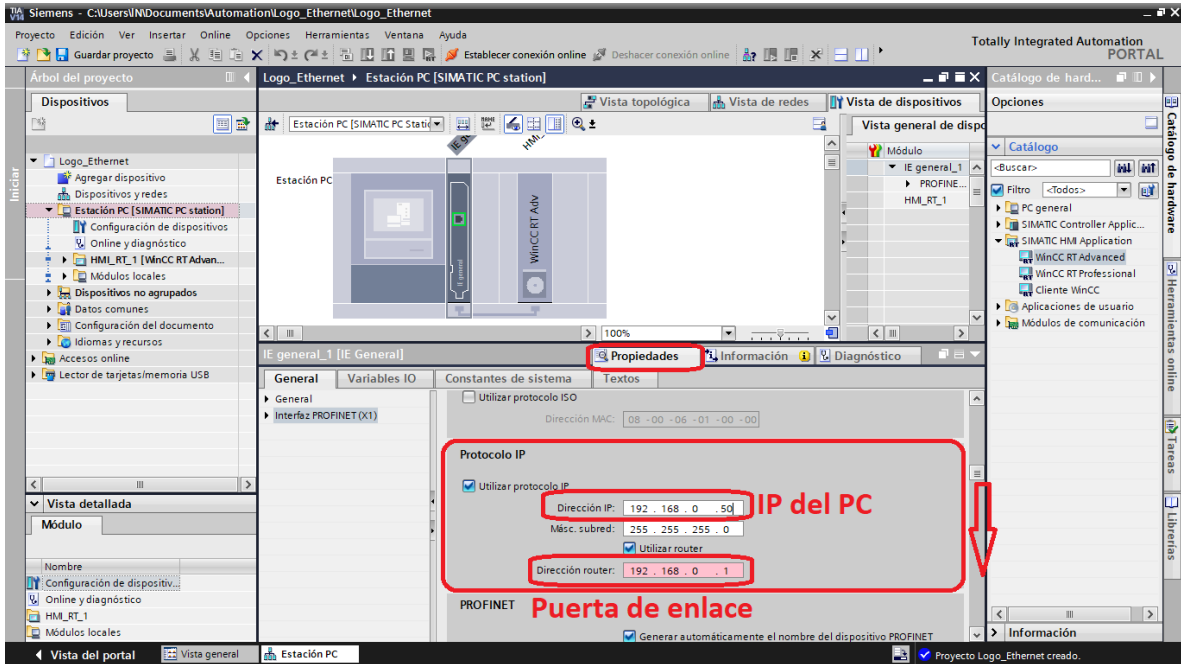 TIA V14 Siemens - C:\Users\IN\Documents\Automation\Logo_Ethernet\Logo_Ethernet
Proyecto Edición Ver Insertar Online Opciones Herramientas Ventana Ayuda
Guardar proyecto Establecer conexión online Deshacer conexión online
Totally Integrated Automation
PORTAL
Iniciar
Árbol del proyecto
Dispositivos
Logo_Ethernet
Agregar dispositivo
Dispositivos y redes
Estación PC [SIMATIC PC station]
Configuración de dispositivos
Online y diagnóstico
HMI_RT_1 [WinCC RT Advan...
Módulos locales
Dispositivos no agrupados
Datos comunes
Configuración del documento
Idiomas y recursos
Accesos online
Lector de tarjetas/memoria USB
Vista detallada
Módulo
Nombre
Configuración de dispositiv...
Online y diagnóstico
HMI_RT_1
Módulos locales
Logo_Ethernet Estación PC [SIMATIC PC station]
Vista topológica Vista de redes Vista de dispositivos
Estación PC [SIMATIC PC Static
Estación PC
IE general
WinCC RT Adv
100%
Vista general de dispo
Módulo
IE general_1
PROFINE...
HMI_RT_1
IE general_1 [IE General]
Propiedades Información Diagnóstico
General Variables IO Constantes de sistema Textos
General
Interfaz PROFINET (X1)
Utilizar protocolo ISO
Dirección MAC: 08 -00 -06 -01 -00 -00
Protocolo IP
Utilizar protocolo IP
Dirección IP: 192 . 168 . 0 . 50
IP del PC
Másc. subred: 255 . 255 . 255 . 0
Utilizar router
Dirección router: 192 . 168 . 0 . 1
Puerta de enlace
PROFINET
Generar automáticamente el nombre del dispositivo PROFINET
Catálogo de hard...
Opciones
Catálogo
<Buscar>
Filtro <Todos>
PC general
SIMATIC Controller Applic...
SIMATIC HMI Application
WinCC RT Advanced
WinCC RT Professional
Cliente WinCC
Aplicaciones de usuario
Módulos de comunicación
Información
Catálogo de hardware
Herramientas online
Tareas
Librerías
Vista del portal Vista general Estación PC
Proyecto Logo_Ethernet creado.